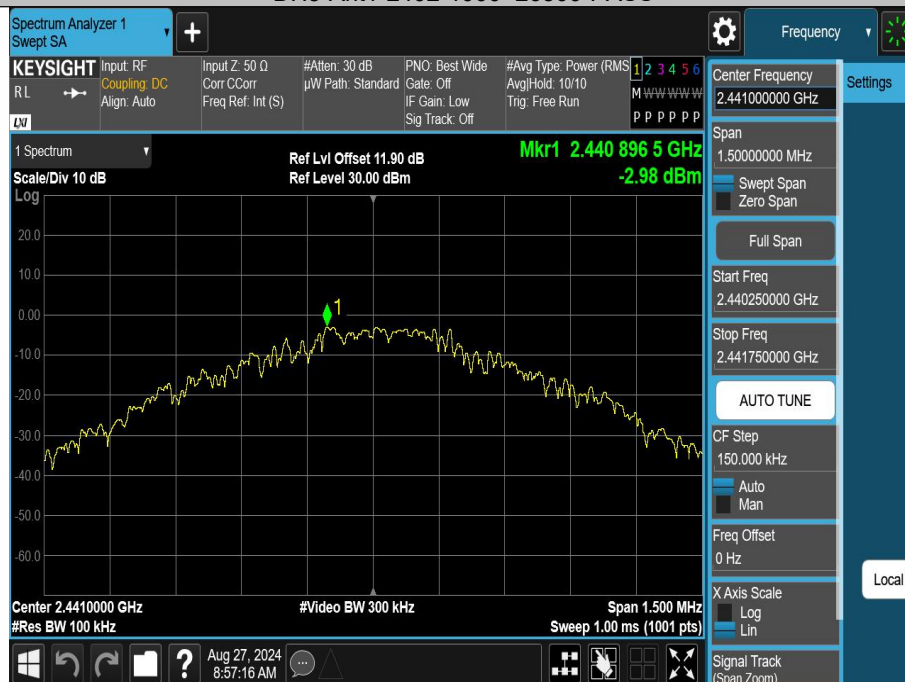 Spectrum Analyzer 1
Swept SA
Frequency
KEYSIGHT
RL
LXI
Input: RF
Coupling: DC
Align: Auto
Input Z: 50 Ω
Corr CCorr
Freq Ref: Int (S)
#Atten: 30 dB
µW Path: Standard
PNO: Best Wide
Gate: Off
IF Gain: Low
Sig Track: Off
#Avg Type: Power (RMS
Avg|Hold: 10/10
Trig: Free Run
1 2 3 4 5 6
M W W W W W
P P P P P P
1 Spectrum
Scale/Div 10 dB
Log
Ref Lvl Offset 11.90 dB
Ref Level 30.00 dBm
Mkr1 2.440 896 5 GHz
-2.98 dBm
20.0
10.0
0.00
-10.0
-20.0
-30.0
-40.0
-50.0
-60.0
1
Center 2.4410000 GHz
#Res BW 100 kHz
#Video BW 300 kHz
Span 1.500 MHz
Sweep 1.00 ms (1001 pts)
Aug 27, 2024
8:57:16 AM
Center Frequency
2.441000000 GHz
Settings
Span
1.50000000 MHz
Swept Span
Zero Span
Full Span
Start Freq
2.440250000 GHz
Stop Freq
2.441750000 GHz
AUTO TUNE
CF Step
150.000 kHz
Auto
Man
Freq Offset
0 Hz
Local
X Axis Scale
Log
Lin
Signal Track
(Span Zoom)